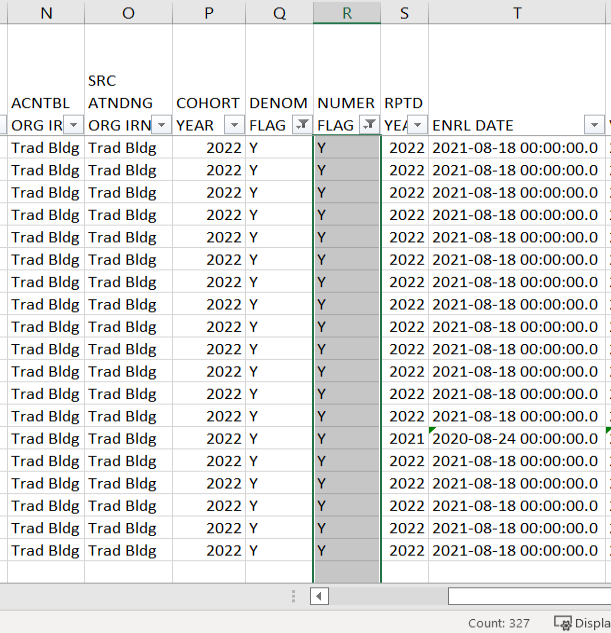 N O P Q R S T
SRC
ACNTBL ATNDNG COHORT DENOM NUMER RPTD
ORG IR ORG IRN YEAR FLAG FLAG YEA ENRL DATE
Trad Bldg Trad Bldg 2022 Y Y 2022 2021-08-18 00:00:00.0
Trad Bldg Trad Bldg 2022 Y Y 2022 2021-08-18 00:00:00.0
Trad Bldg Trad Bldg 2022 Y Y 2022 2021-08-18 00:00:00.0
Trad Bldg Trad Bldg 2022 Y Y 2022 2021-08-18 00:00:00.0
Trad Bldg Trad Bldg 2022 Y Y 2022 2021-08-18 00:00:00.0
Trad Bldg Trad Bldg 2022 Y Y 2022 2021-08-18 00:00:00.0
Trad Bldg Trad Bldg 2022 Y Y 2022 2021-08-18 00:00:00.0
Trad Bldg Trad Bldg 2022 Y Y 2022 2021-08-18 00:00:00.0
Trad Bldg Trad Bldg 2022 Y Y 2022 2021-08-18 00:00:00.0
Trad Bldg Trad Bldg 2022 Y Y 2022 2021-08-18 00:00:00.0
Trad Bldg Trad Bldg 2022 Y Y 2022 2021-08-18 00:00:00.0
Trad Bldg Trad Bldg 2022 Y Y 2022 2021-08-18 00:00:00.0
Trad Bldg Trad Bldg 2022 Y Y 2022 2021-08-18 00:00:00.0
Trad Bldg Trad Bldg 2022 Y Y 2021 2020-08-24 00:00:00.0
Trad Bldg Trad Bldg 2022 Y Y 2022 2021-08-18 00:00:00.0
Trad Bldg Trad Bldg 2022 Y Y 2022 2021-08-18 00:00:00.0
Trad Bldg Trad Bldg 2022 Y Y 2022 2021-08-18 00:00:00.0
Trad Bldg Trad Bldg 2022 Y Y 2022 2021-08-18 00:00:00.0
Trad Bldg Trad Bldg 2022 Y Y 2022 2021-08-18 00:00:00.0
Count: 327 Displa